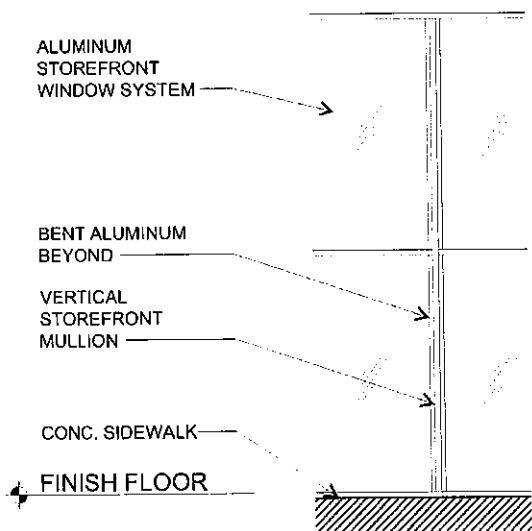 ALUMINUM
STOREFRONT
WINDOW SYSTEM
BENT ALUMINUM
BEYOND
VERTICAL
STOREFRONT
MULLION
CONC. SIDEWALK
FINISH FLOOR